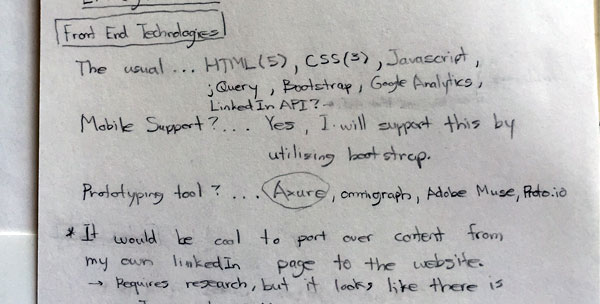 Front End Technologies
The usual ... HTML(5), CSS(3), Javascript,
jQuery, Bootstrap, Google Analytics,
LinkedIn API?
Mobile Support?... Yes, I will support this by
utilising bootstrap.
Prototyping tool? ... Axure, omnigraph, Adobe Muse, Proto.io
* It would be cool to port over content from
my own linkedIn page to the website.
→ Requires research, but it looks like there is